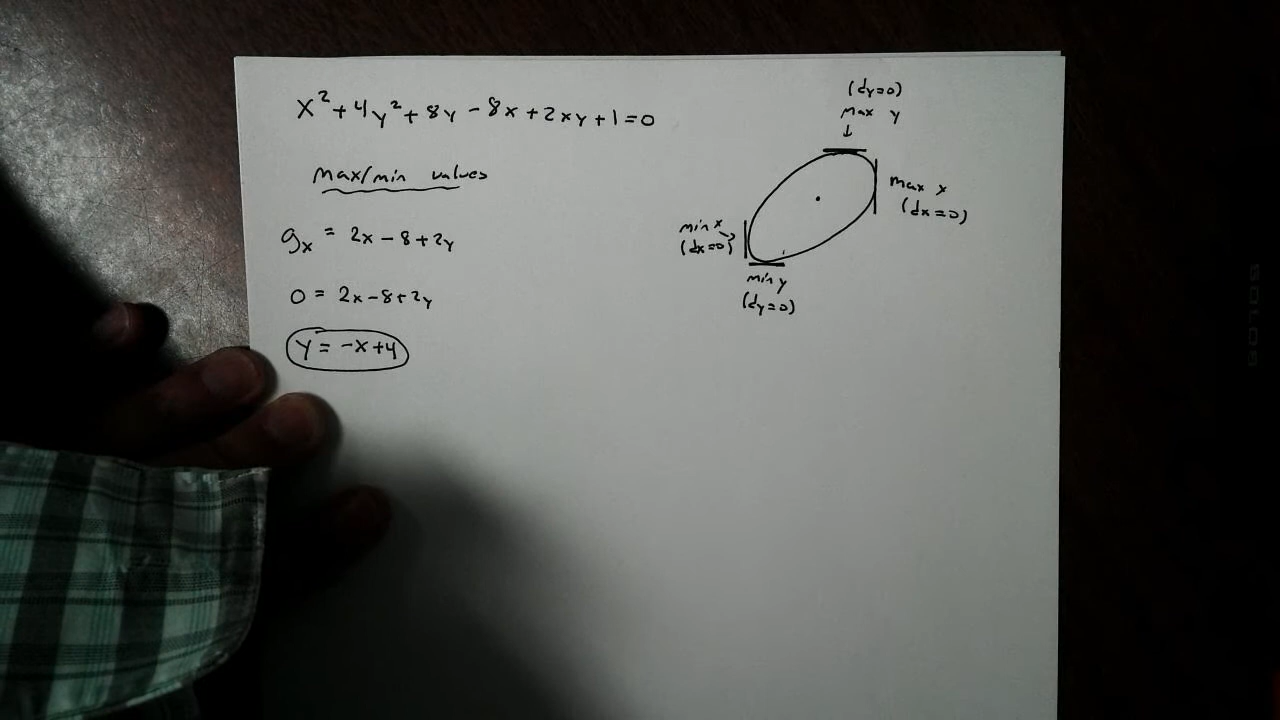 x²+4y²+8y-8x+2xy+1=0
Max/min values
gx = 2x-8+2y
0 = 2x-8+2y
y=-x+4
(dy=0)
Max y
↓
max x
(dx=0)
min x
(dx=0)
min y
(dy=0)